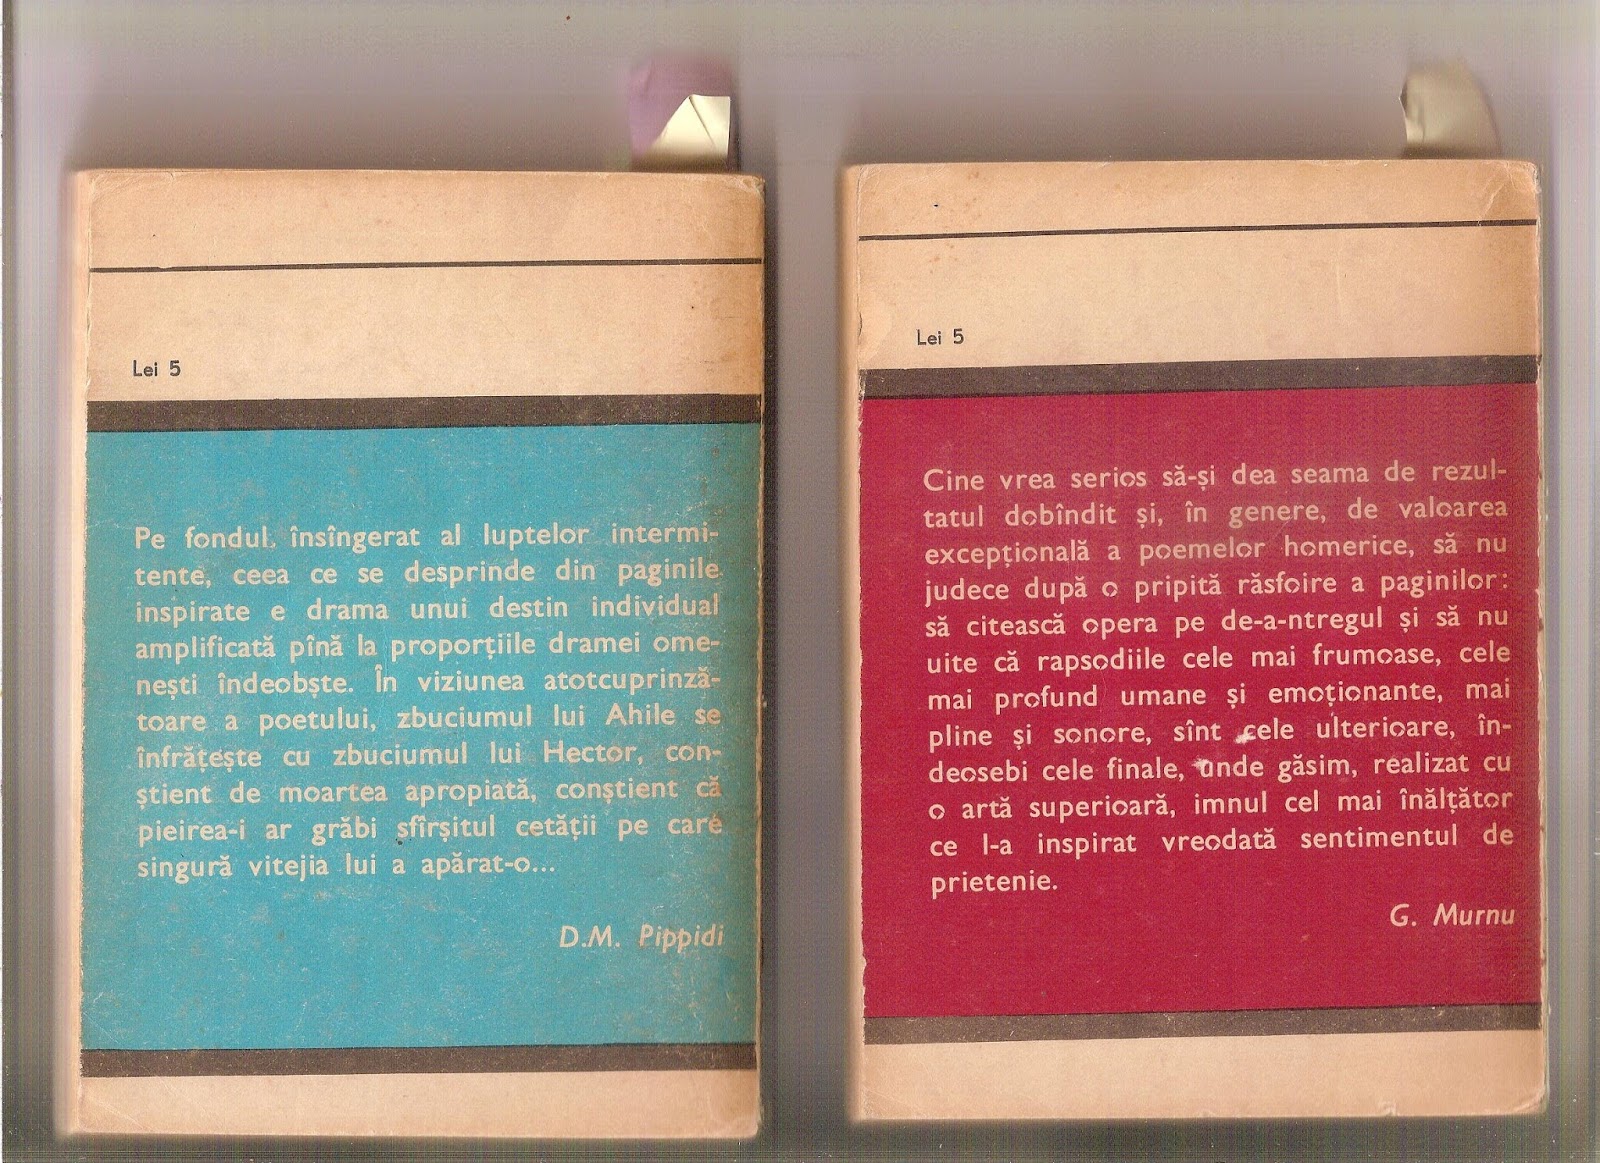 Lei 5
Pe fondul însîngerat al luptelor intermi-
tente, ceea ce se desprinde din paginile
inspirate e drama unui destin individual
amplificată pînă la proporțiile dramei ome-
nești îndeobște. În viziunea atotcuprinză-
toare a poetului, zbuciumul lui Ahile se
înfrățește cu zbuciumul lui Hector, con-
știent de moartea apropiată, conștient că
pieirea-i ar grăbi sfîrșitul cetății pe care
singură vitejia lui a apărat-o...
D.M. Pippidi
Lei 5
Cine vrea serios să-și dea seama de rezul-
tatul dobîndit și, în genere, de valoarea
excepțională a poemelor homerice, să nu
judece după o pripită răsfoire a paginilor:
să citească opera pe de-a-ntregul și să nu
uite că rapsodiile cele mai frumoase, cele
mai profund umane și emoționante, mai
pline și sonore, sînt cele ulterioare, în-
deosebi cele finale, unde găsim, realizat cu
o artă superioară, imnul cel mai înălțător
ce l-a inspirat vreodată sentimentul de
prietenie.
G. Murnu